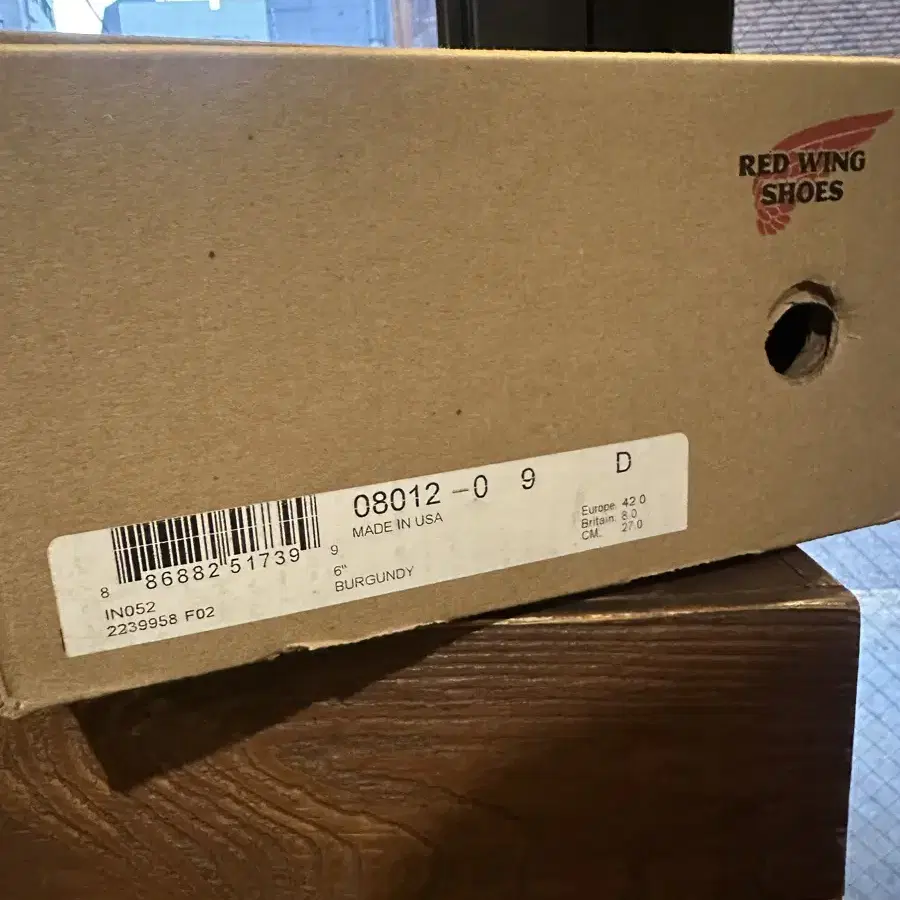 RED WING
SHOES
08012 -0 9 D
MADE IN USA
Europe. 42.0
Britain. 8.0
CM. 27.0
8 86882 51739 9
6"
BURGUNDY
IN052
2239958 F02